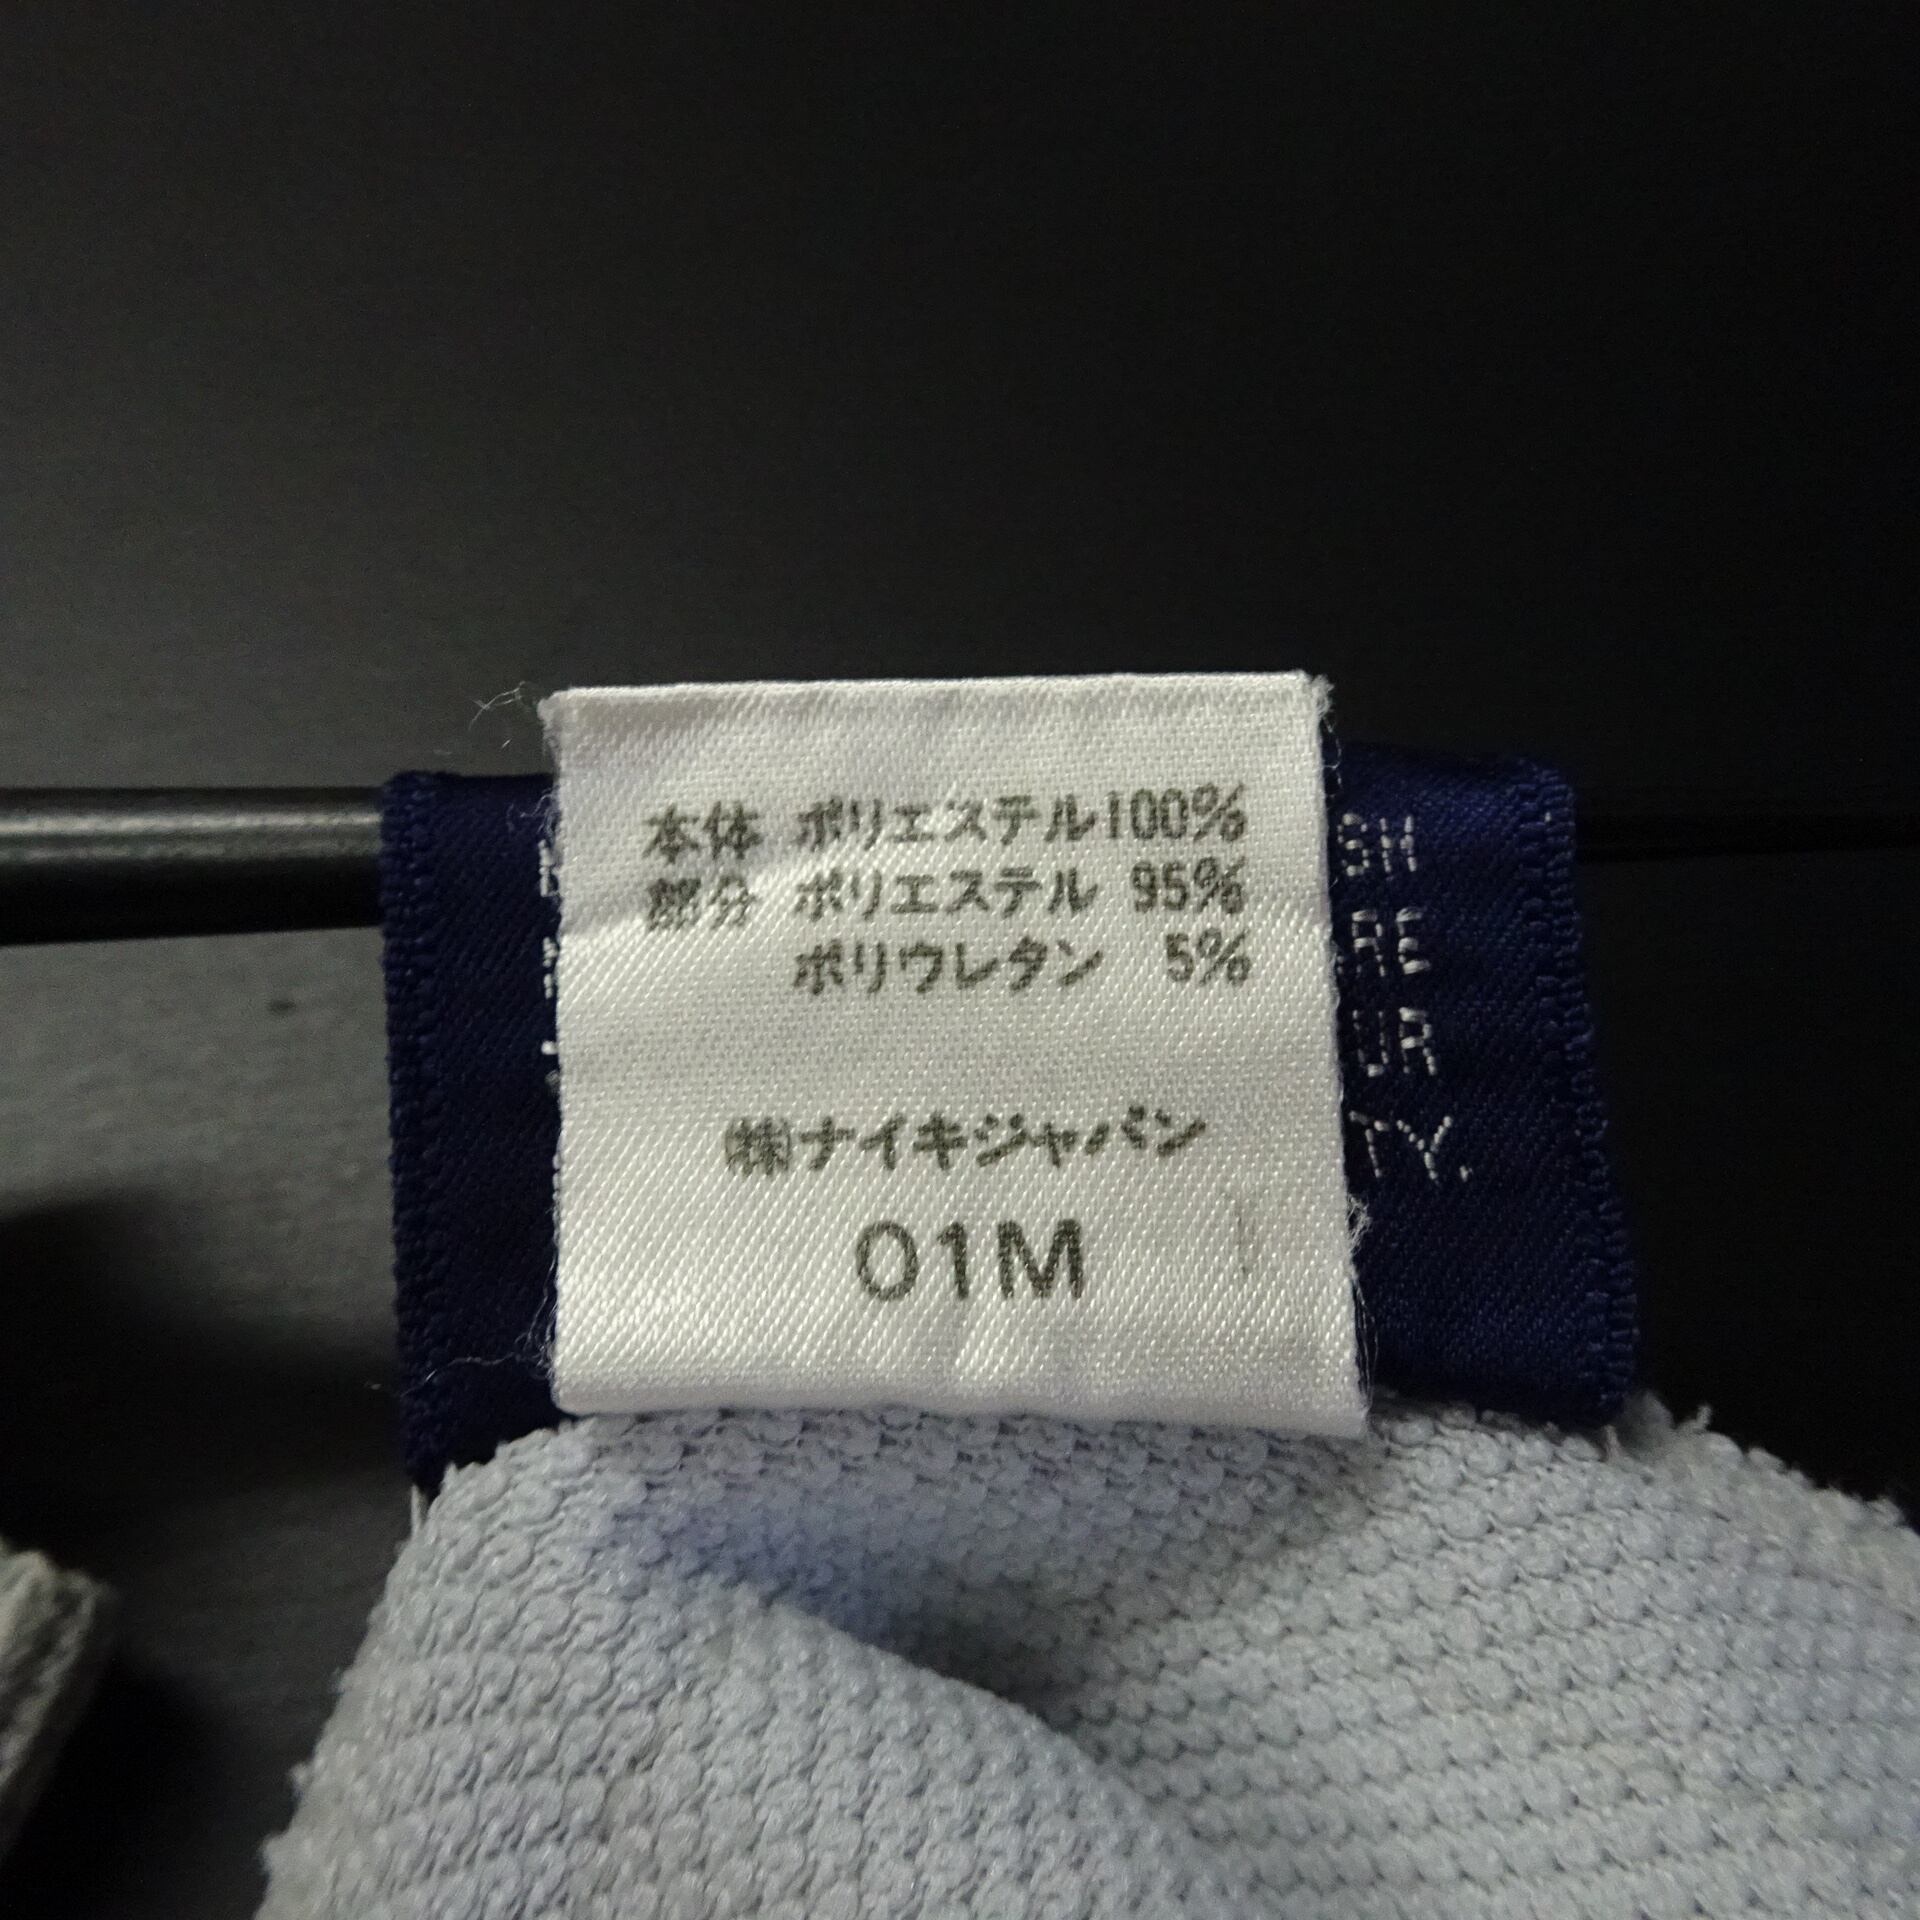 本体 ポリエステル100%
部分 ポリエステル 95%
ポリウレタン 5%
㈱ナイキジャパン
01M